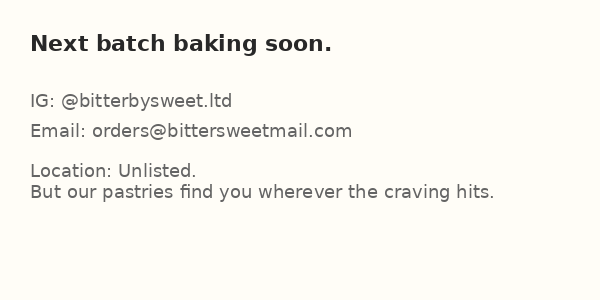 Next batch baking soon.
IG: @bitterbysweet.ltd
Email: orders@bittersweetmail.com
Location: Unlisted.
But our pastries find you wherever the craving hits.